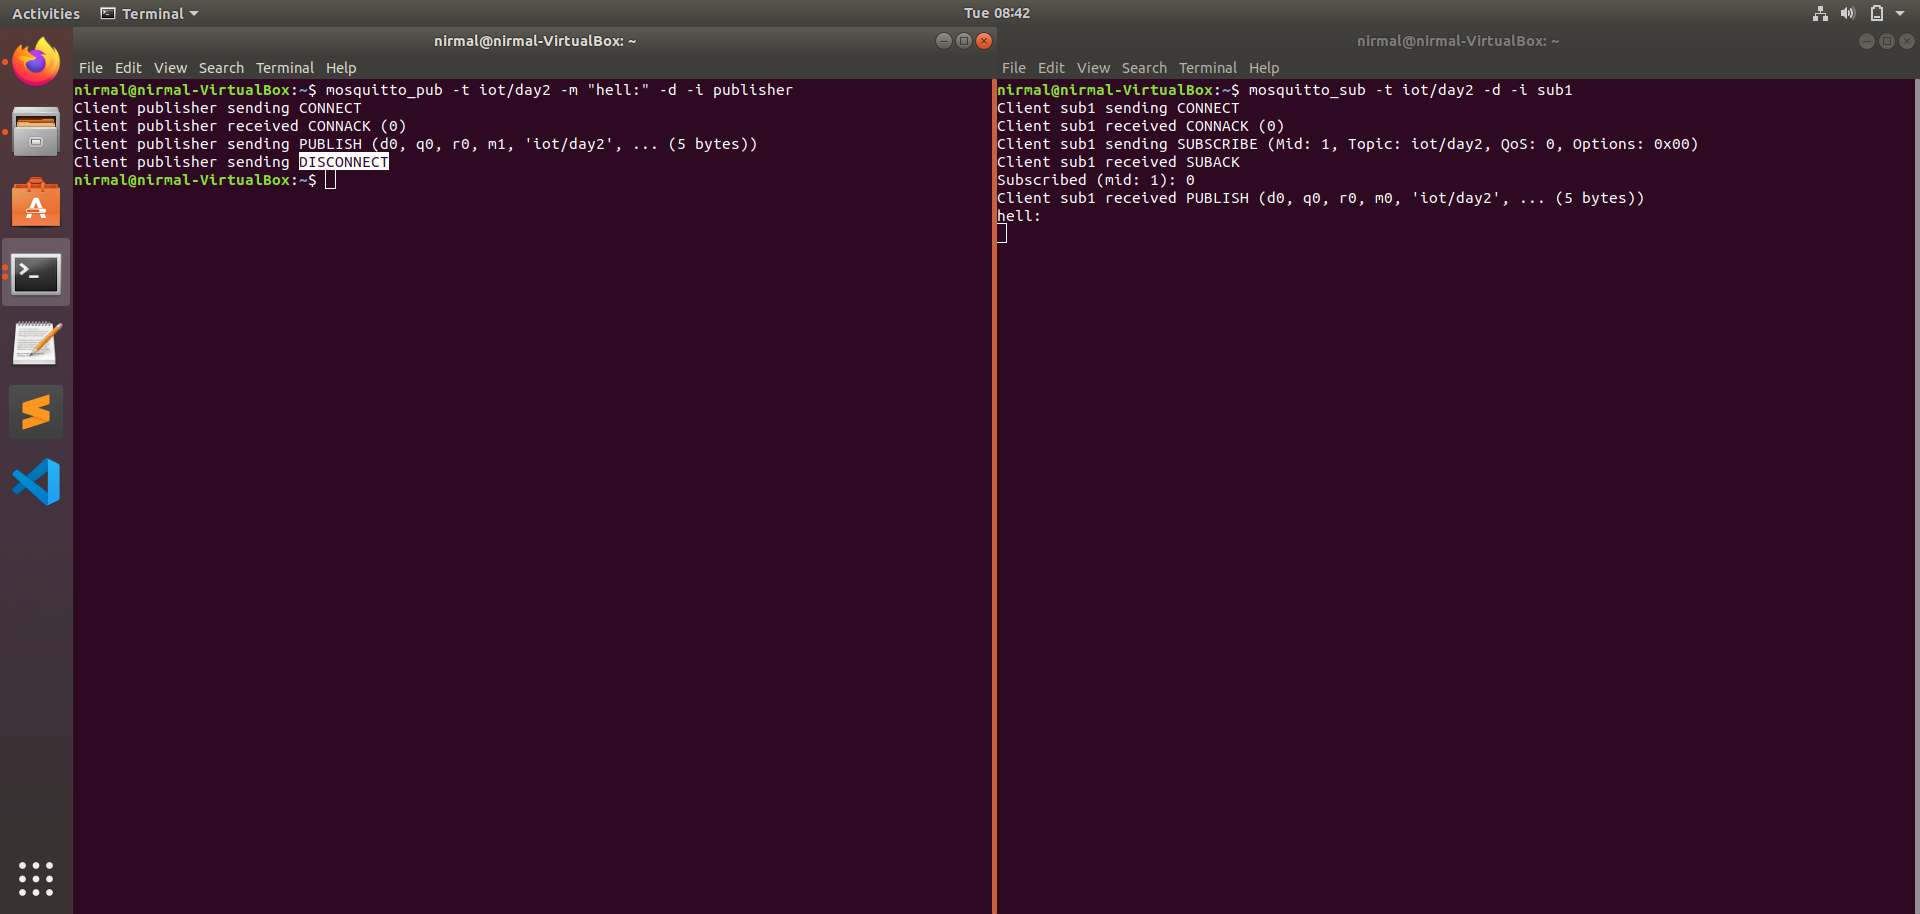 Activities Terminal Tue 08:42
nirmal@nirmal-VirtualBox: ~
File Edit View Search Terminal Help
nirmal@nirmal-VirtualBox:~$ mosquitto_pub -t iot/day2 -m "hell:" -d -i publisher
Client publisher sending CONNECT
Client publisher received CONNACK (0)
Client publisher sending PUBLISH (d0, q0, r0, m1, 'iot/day2', ... (5 bytes))
Client publisher sending DISCONNECT
nirmal@nirmal-VirtualBox:~$
nirmal@nirmal-VirtualBox: ~
File Edit View Search Terminal Help
nirmal@nirmal-VirtualBox:~$ mosquitto_sub -t iot/day2 -d -i sub1
Client sub1 sending CONNECT
Client sub1 received CONNACK (0)
Client sub1 sending SUBSCRIBE (Mid: 1, Topic: iot/day2, QoS: 0, Options: 0x00)
Client sub1 received SUBACK
Subscribed (mid: 1): 0
Client sub1 received PUBLISH (d0, q0, r0, m0, 'iot/day2', ... (5 bytes))
hell: